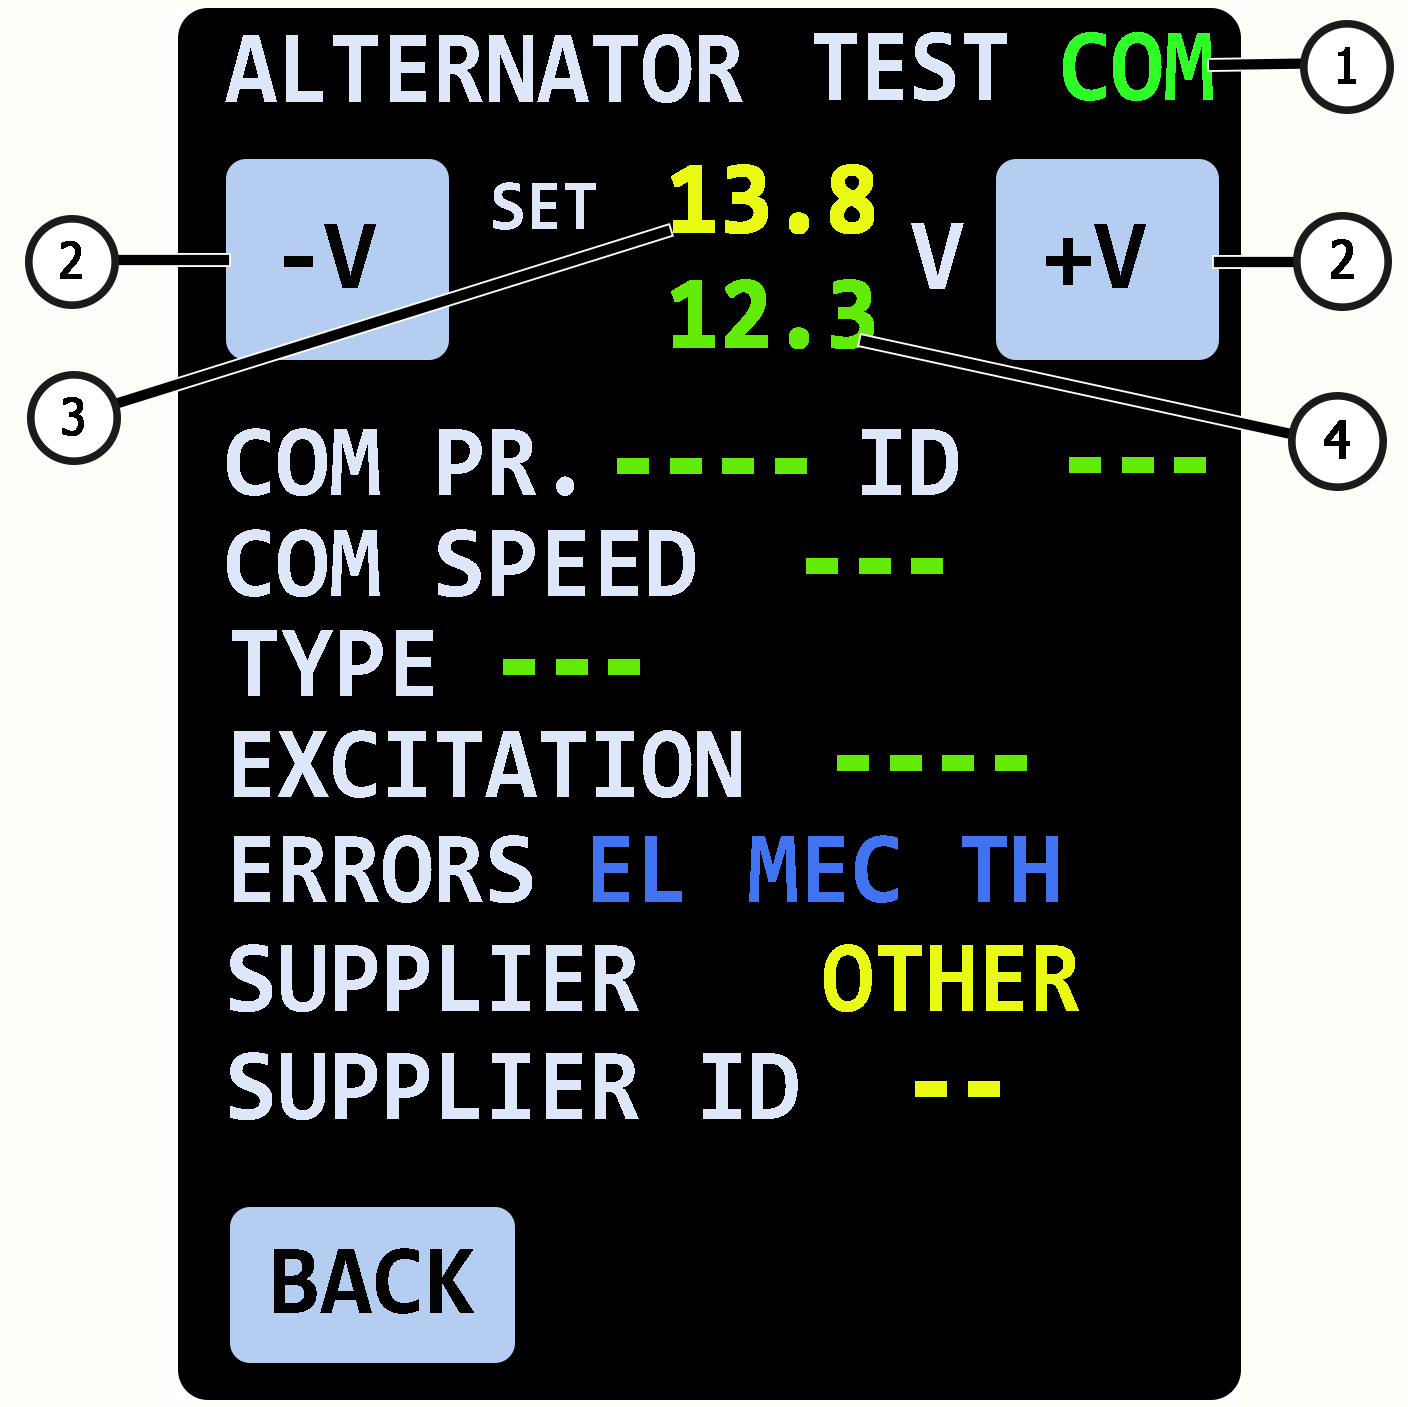 ALTERNATOR TEST COM 1
2 -V SET 13.8 V +V 2
12.3
3 4
COM PR. ---- ID ---
COM SPEED ---
TYPE ---
EXCITATION ----
ERRORS EL MEC TH
SUPPLIER OTHER
SUPPLIER ID --
BACK